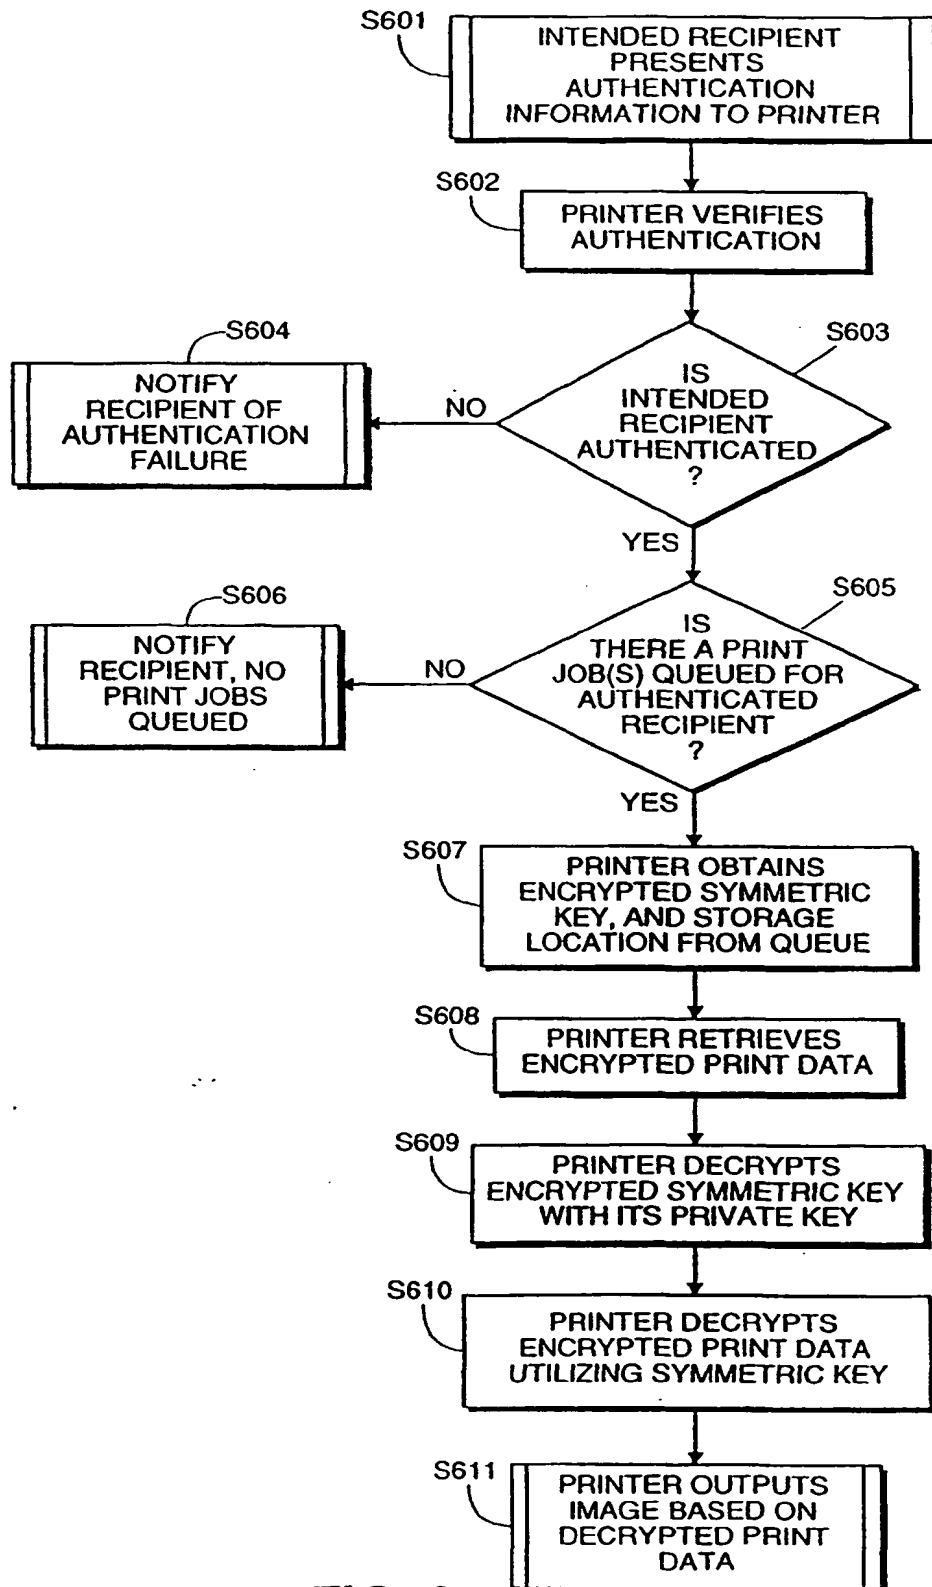 S601
INTENDED RECIPIENT
PRESENTS
AUTHENTICATION
INFORMATION TO PRINTER
S602
PRINTER VERIFIES
AUTHENTICATION
S603
IS
INTENDED
RECIPIENT
AUTHENTICATED
?
NO
S604
NOTIFY
RECIPIENT OF
AUTHENTICATION
FAILURE
YES
S605
IS
THERE A PRINT
JOB(S) QUEUED FOR
AUTHENTICATED
RECIPIENT
?
NO
S606
NOTIFY
RECIPIENT, NO
PRINT JOBS
QUEUED
YES
S607
PRINTER OBTAINS
ENCRYPTED SYMMETRIC
KEY, AND STORAGE
LOCATION FROM QUEUE
S608
PRINTER RETRIEVES
ENCRYPTED PRINT DATA
S609
PRINTER DECRYPTS
ENCRYPTED SYMMETRIC KEY
WITH ITS PRIVATE KEY
S610
PRINTER DECRYPTS
ENCRYPTED PRINT DATA
UTILIZING SYMMETRIC KEY
S611
PRINTER OUTPUTS
IMAGE BASED ON
DECRYPTED PRINT
DATA